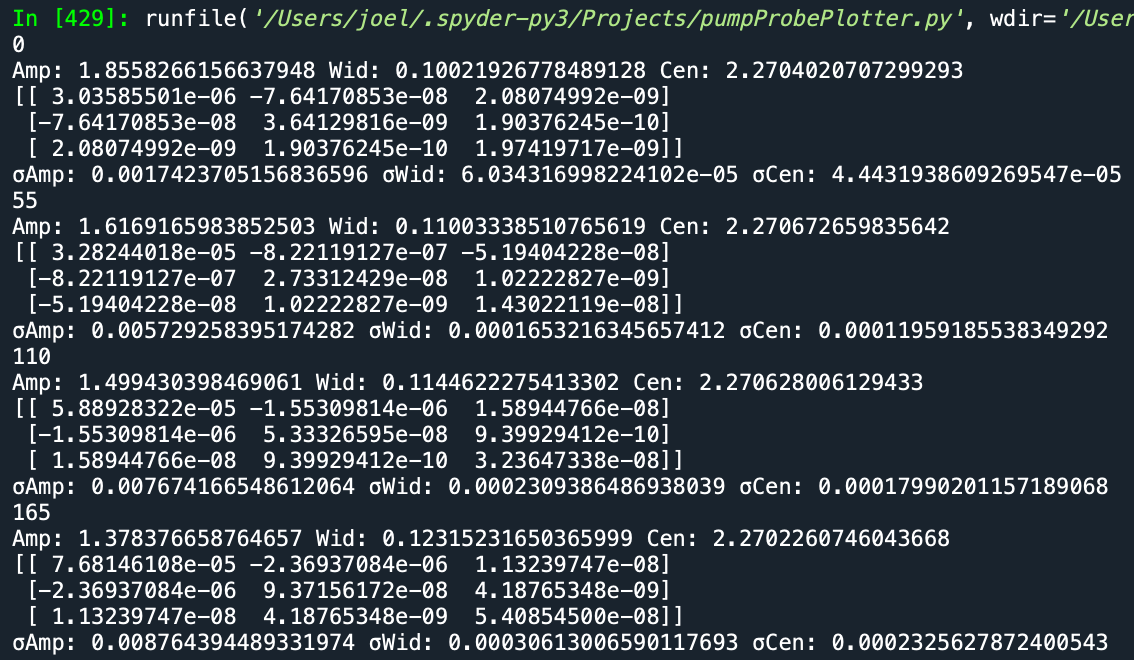 In [429]: runfile('/Users/joel/.spyder-py3/Projects/pumpProbePlotter.py', wdir='/User
0
Amp: 1.8558266156637948 Wid: 0.10021926778489128 Cen: 2.2704020707299293
[[ 3.03585501e-06 -7.64170853e-08  2.08074992e-09]
 [-7.64170853e-08  3.64129816e-09  1.90376245e-10]
 [ 2.08074992e-09  1.90376245e-10  1.97419717e-09]]
σAmp: 0.0017423705156836596 σWid: 6.034316998224102e-05 σCen: 4.4431938609269547e-05
55
Amp: 1.6169165983852503 Wid: 0.11003338510765619 Cen: 2.270672659835642
[[ 3.28244018e-05 -8.22119127e-07 -5.19404228e-08]
 [-8.22119127e-07  2.73312429e-08  1.02222827e-09]
 [-5.19404228e-08  1.02222827e-09  1.43022119e-08]]
σAmp: 0.005729258395174282 σWid: 0.0001653216345657412 σCen: 0.00011959185538349292
110
Amp: 1.499430398469061 Wid: 0.1144622275413302 Cen: 2.270628006129433
[[ 5.88928322e-05 -1.55309814e-06  1.58944766e-08]
 [-1.55309814e-06  5.33326595e-08  9.39929412e-10]
 [ 1.58944766e-08  9.39929412e-10  3.23647338e-08]]
σAmp: 0.007674166548612064 σWid: 0.0002309386486938039 σCen: 0.00017990201157189068
165
Amp: 1.378376658764657 Wid: 0.12315231650365999 Cen: 2.2702260746043668
[[ 7.68146108e-05 -2.36937084e-06  1.13239747e-08]
 [-2.36937084e-06  9.37156172e-08  4.18765348e-09]
 [ 1.13239747e-08  4.18765348e-09  5.40854500e-08]]
σAmp: 0.008764394489331974 σWid: 0.00030613006590117693 σCen: 0.0002325627872400543